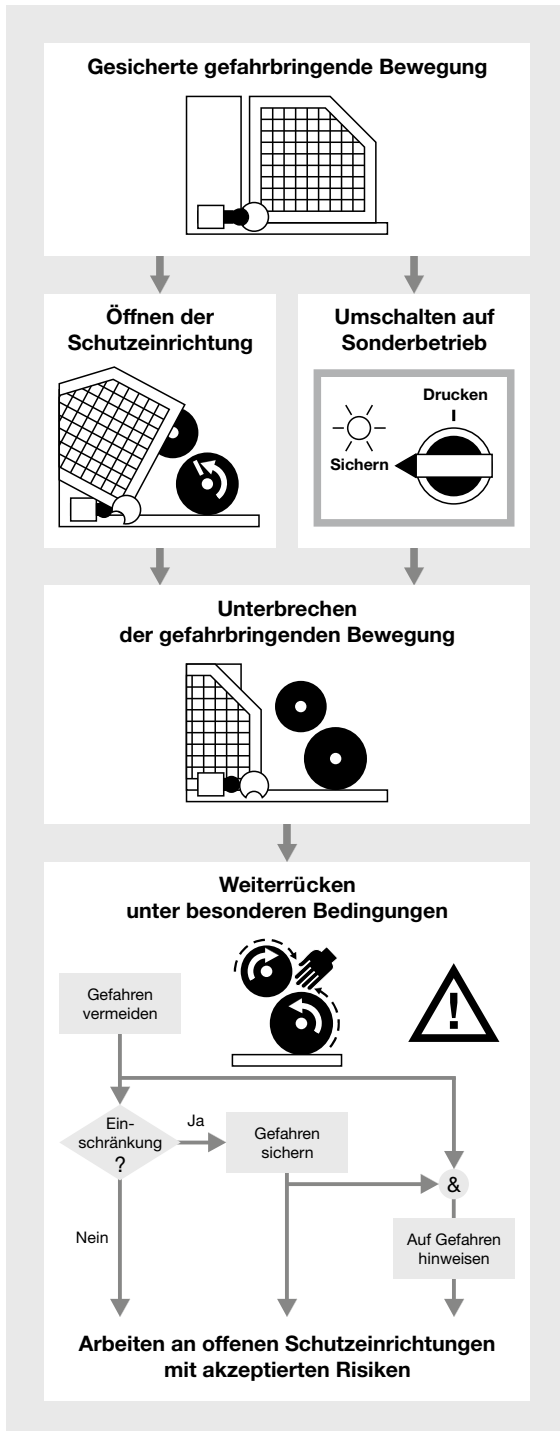 Gesicherte gefahrbringende Bewegung
Öffnen der
Schutzeinrichtung
Umschalten auf
Sonderbetrieb
Drucken
Sichern
Unterbrechen
der gefahrbringenden Bewegung
Weiterrücken
unter besonderen Bedingungen
Gefahren
vermeiden
!
Ein-
schränkung
?
Ja
Gefahren
sichern
&
Nein
Auf Gefahren
hinweisen
Arbeiten an offenen Schutzeinrichtungen
mit akzeptierten Risiken